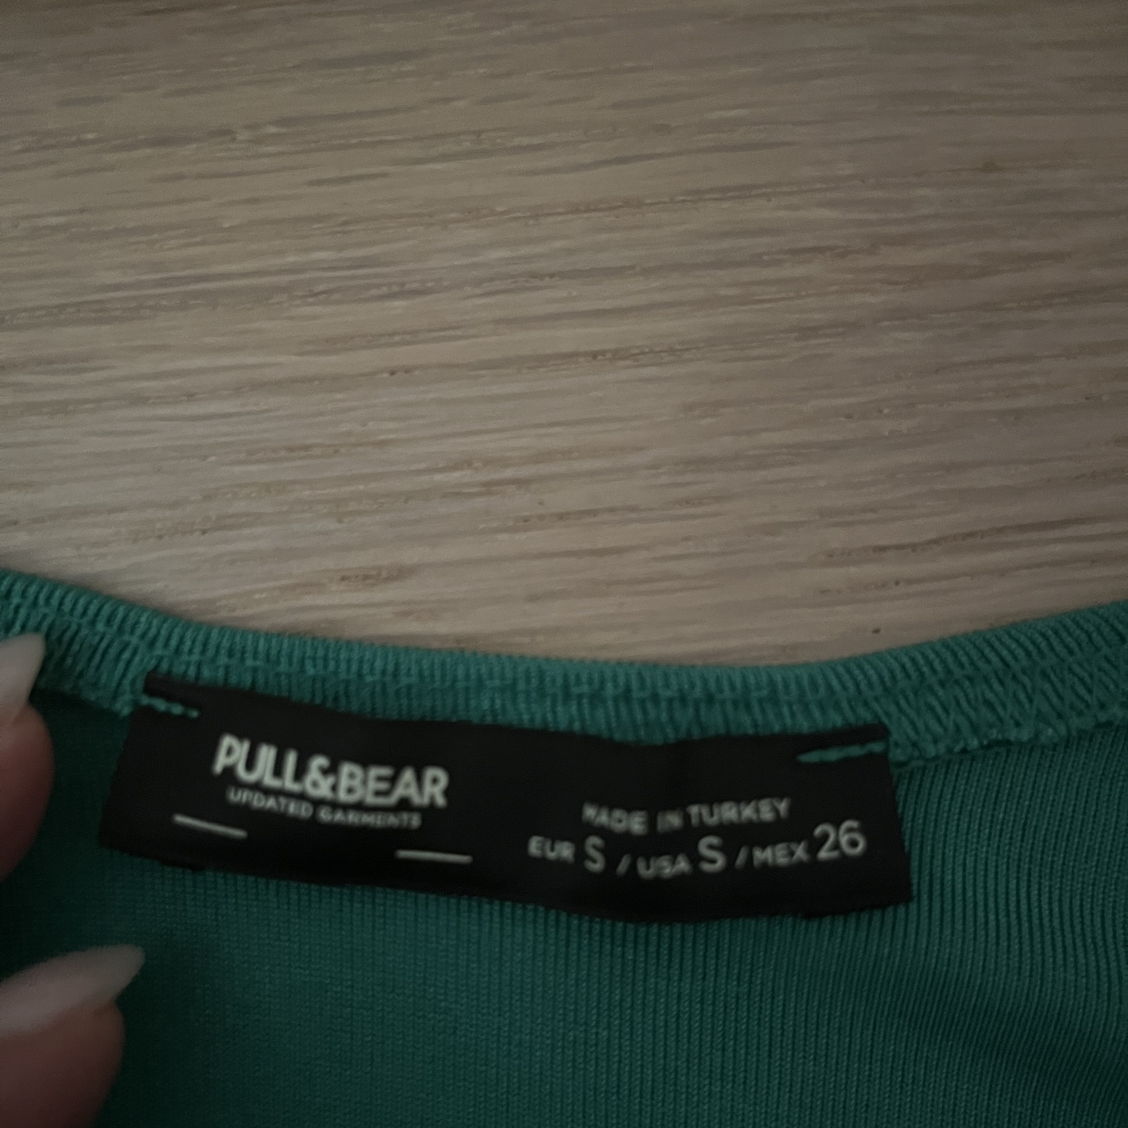 PULL&BEAR
UPDATED GARMENTS
MADE IN TURKEY
EUR S / USA S / MEX 26